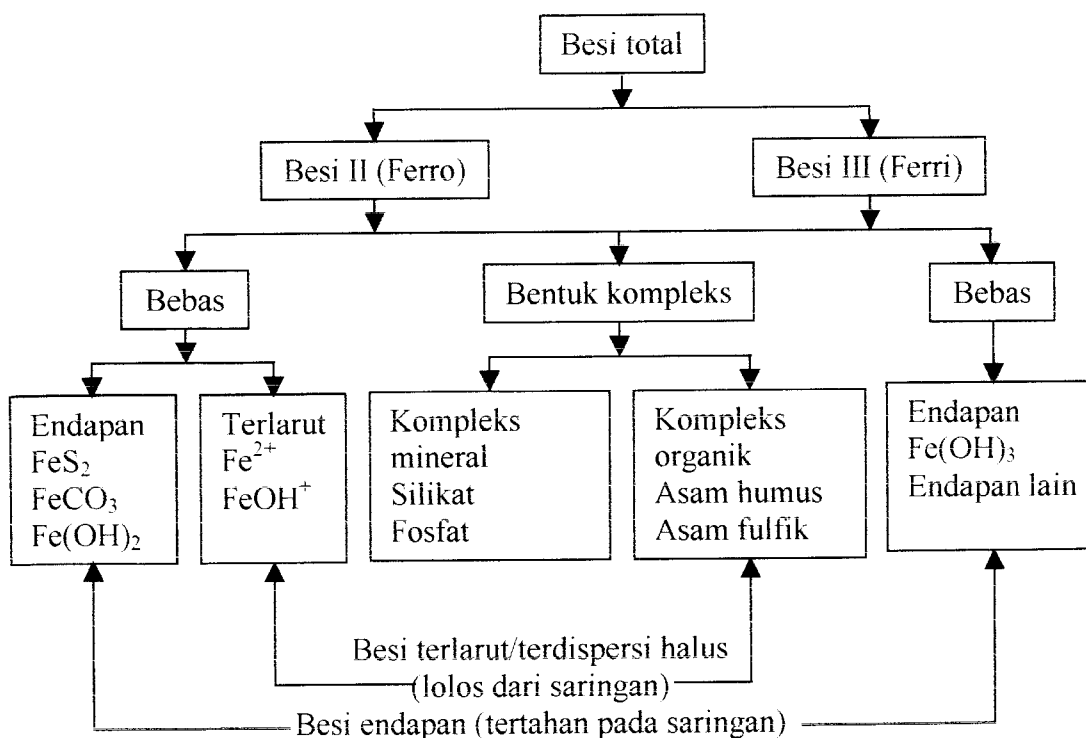 Besi total
Besi II (Ferro)
Besi III (Ferri)
Bebas
Bentuk kompleks
Bebas
Endapan
FeS₂
FeCO₃
Fe(OH)₂
Terlarut
Fe²⁺
FeOH⁺
Kompleks
mineral
Silikat
Fosfat
Kompleks
organik
Asam humus
Asam fulfik
Endapan
Fe(OH)₃
Endapan lain
Besi terlarut/terdispersi halus
(lolos dari saringan)
Besi endapan (tertahan pada saringan)